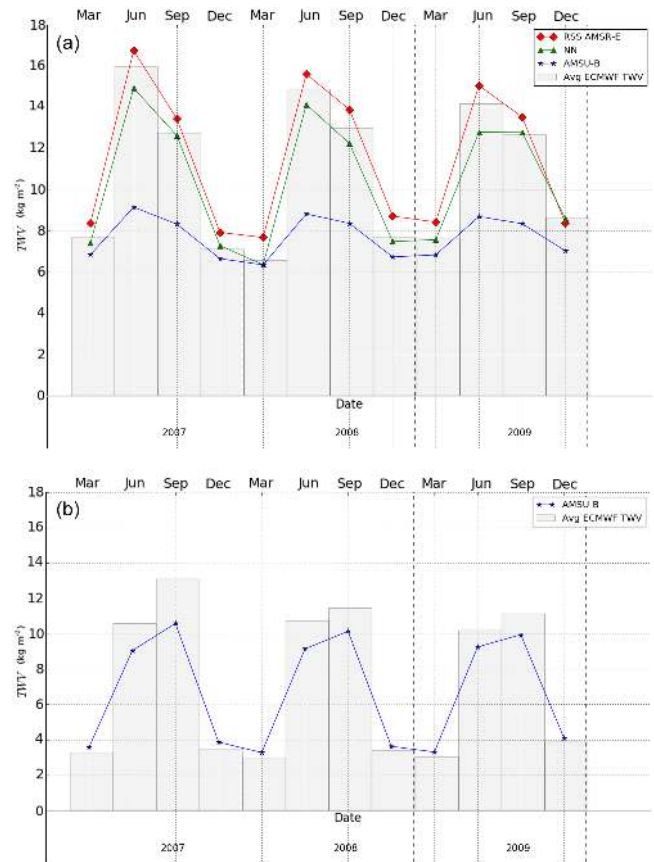 Mar Jun Sep Dec Mar Jun Sep Dec Mar Jun Sep Dec
(a)
RSS AMSR-E
NN
AMSU-B
Avg ECMWF TWV
18
16
14
12
10
8
6
4
2
0
TWV (kg m⁻²)
Date
2007 2008 2009
Mar Jun Sep Dec Mar Jun Sep Dec Mar Jun Sep Dec
(b)
AMSU B
Avg ECMWF TWV
18
16
14
12
10
8
6
4
2
0
TWV (kg m⁻²)
Date
2007 2008 2009